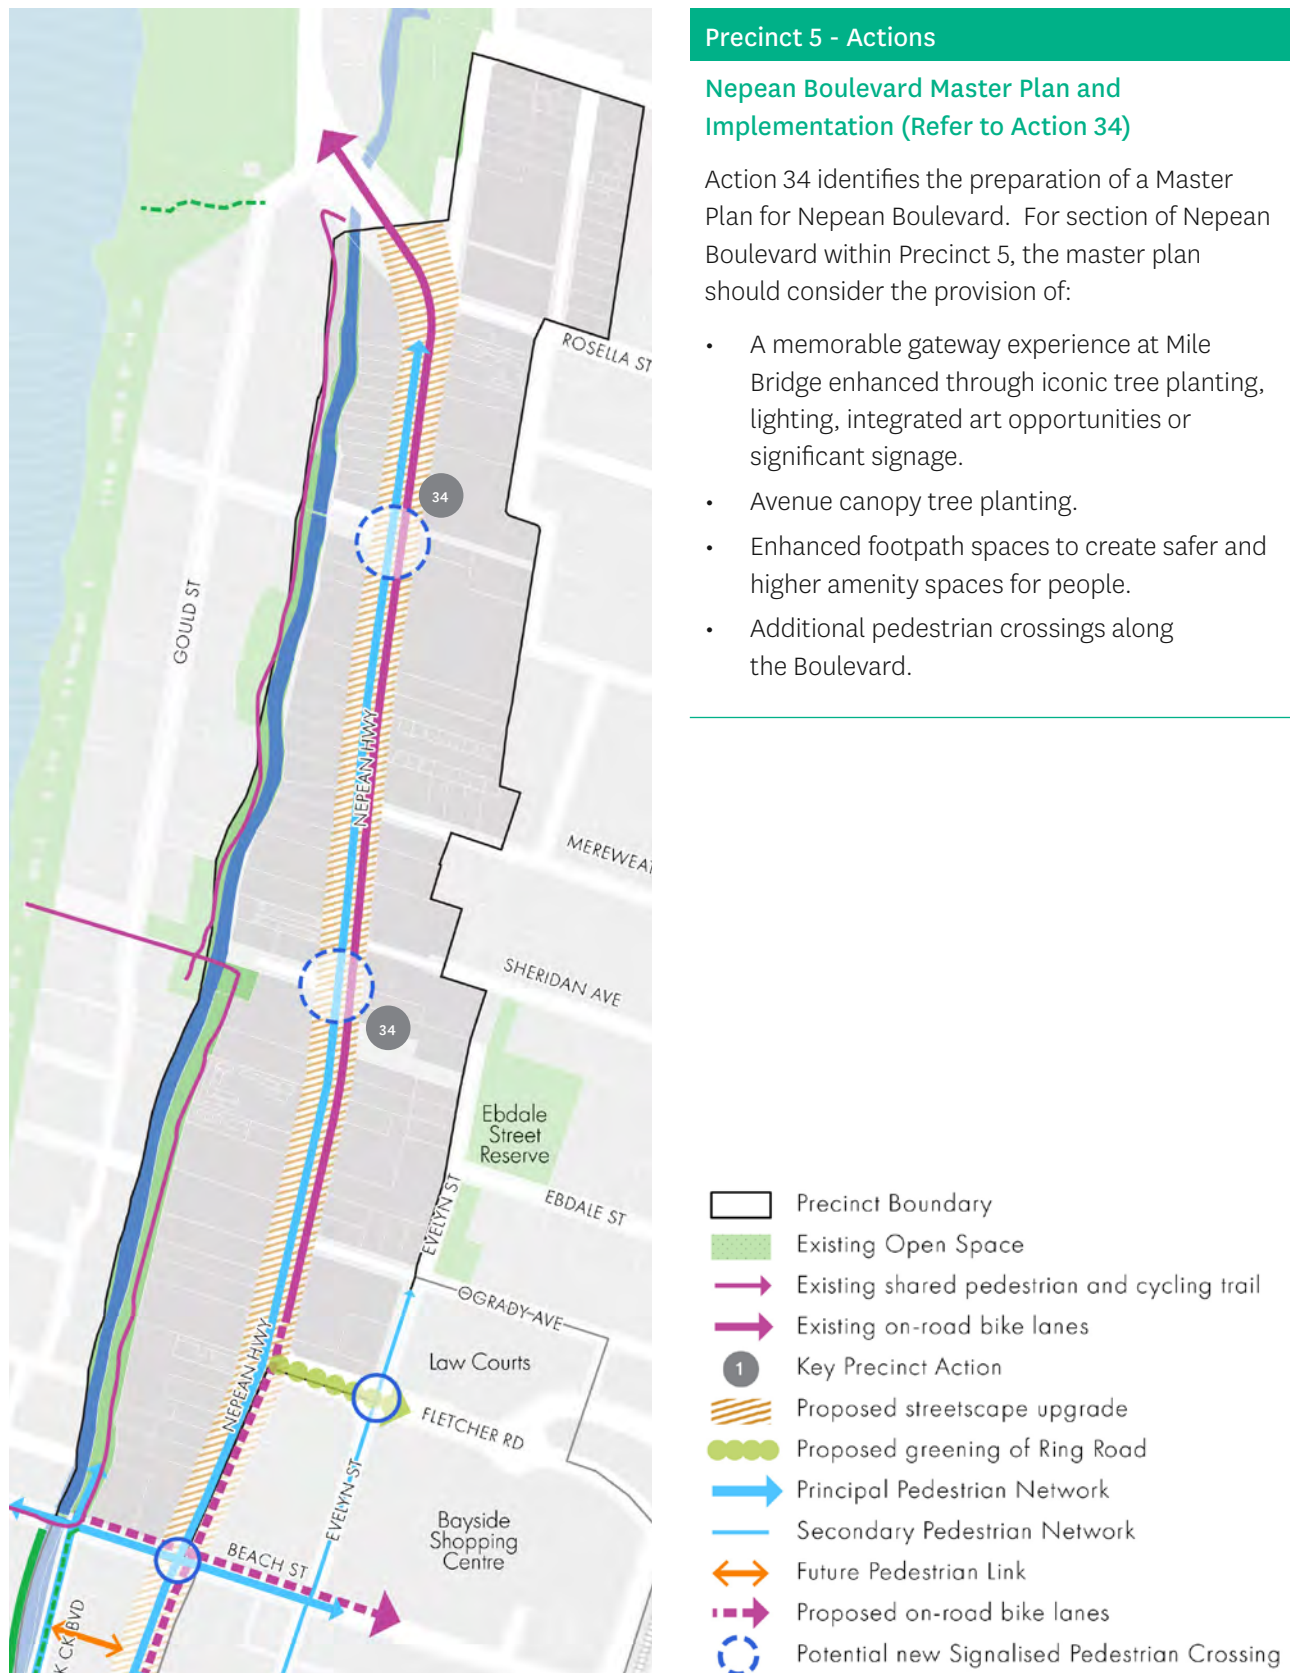 Precinct 5 - Actions
Nepean Boulevard Master Plan and
Implementation (Refer to Action 34)
Action 34 identifies the preparation of a Master
Plan for Nepean Boulevard. For section of Nepean
Boulevard within Precinct 5, the master plan
should consider the provision of:
• A memorable gateway experience at Mile
Bridge enhanced through iconic tree planting,
lighting, integrated art opportunities or
significant signage.
• Avenue canopy tree planting.
• Enhanced footpath spaces to create safer and
higher amenity spaces for people.
• Additional pedestrian crossings along
the Boulevard.
ROSELLA ST
34
GOULD ST
NEPEAN HWY
MEREWEAT
SHERIDAN AVE
34
Ebdale
Street
Reserve
EBDALE ST
EVELYN ST
OGRADY AVE
Law Courts
NEPEAN HWY
FLETCHER RD
EVELYN ST
Bayside
Shopping
Centre
BEACH ST
K CK BVD
Precinct Boundary
Existing Open Space
Existing shared pedestrian and cycling trail
Existing on-road bike lanes
1 Key Precinct Action
Proposed streetscape upgrade
Proposed greening of Ring Road
Principal Pedestrian Network
Secondary Pedestrian Network
Future Pedestrian Link
Proposed on-road bike lanes
Potential new Signalised Pedestrian Crossing